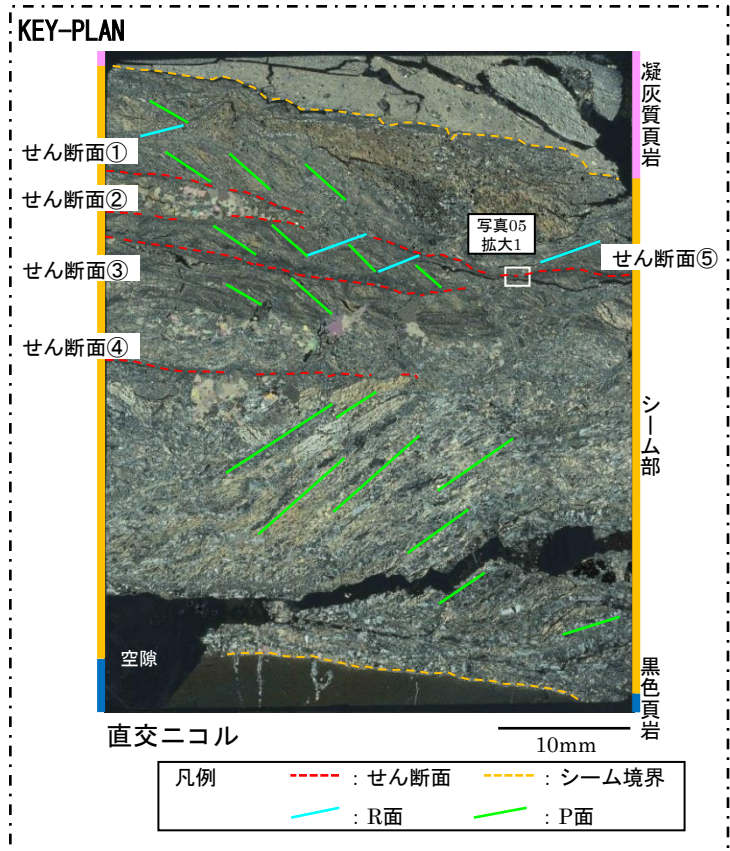 KEY-PLAN
凝灰質頁岩
せん断面①
せん断面②
写真05
拡大1
せん断面⑤
せん断面③
せん断面④
シーム部
空隙
黒色頁岩
直交ニコル
10mm
凡例
：せん断面
：シーム境界
：R面
：P面